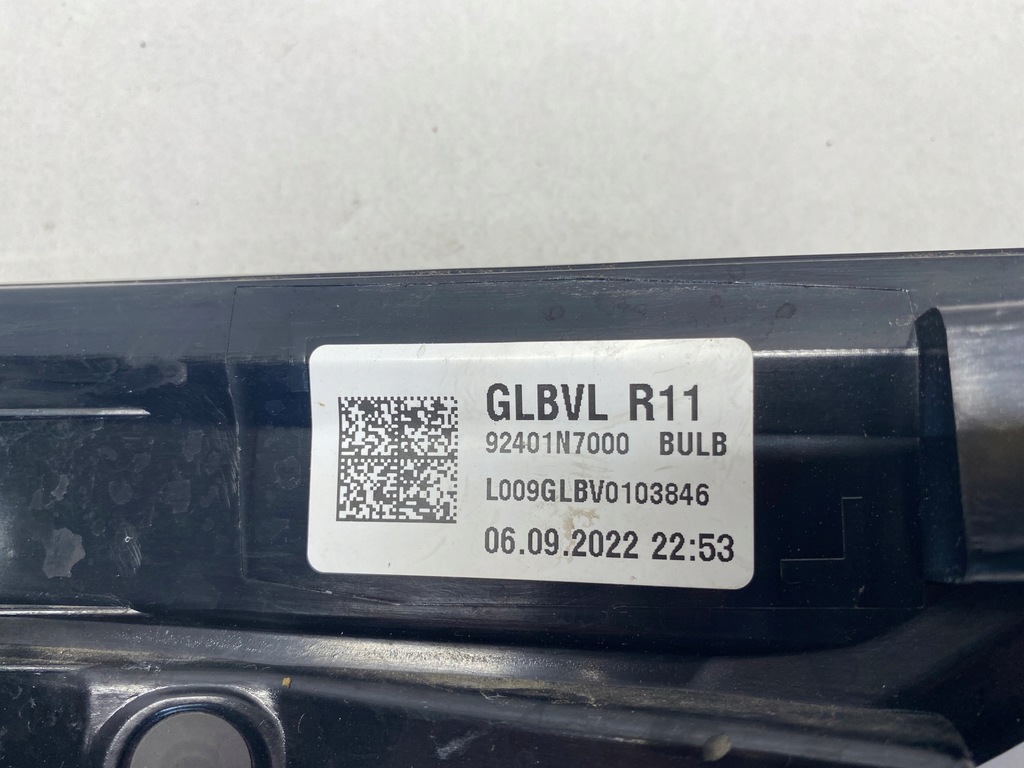 GLBVL R11
92401N7000 BULB
L009GLBV0103846
06.09.2022 22:53